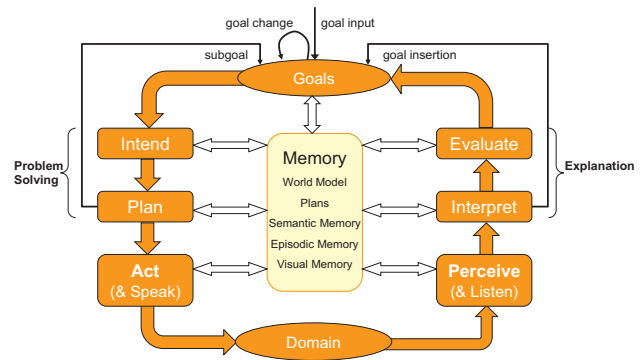 goal change
goal input
subgoal
goal insertion
Goals
Problem
Solving
Intend
Plan
Act
(& Speak)
Memory
World Model
Plans
Semantic Memory
Episodic Memory
Visual Memory
Evaluate
Interpret
Perceive
(& Listen)
Explanation
Domain